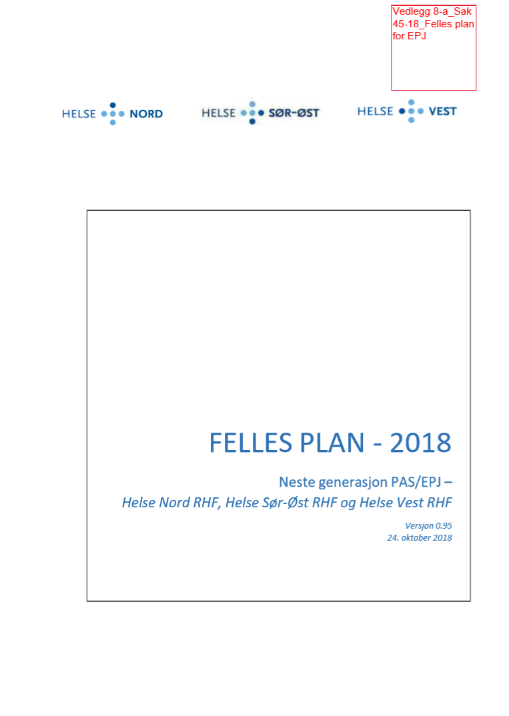 Vedlegg 8-a_Sak
45-18_Felles plan
for EPJ
HELSE NORD
HELSE SØR-ØST
HELSE VEST
FELLES PLAN - 2018
Neste generasjon PAS/EPJ –
Helse Nord RHF, Helse Sør-Øst RHF og Helse Vest RHF
Versjon 0.95
24. oktober 2018